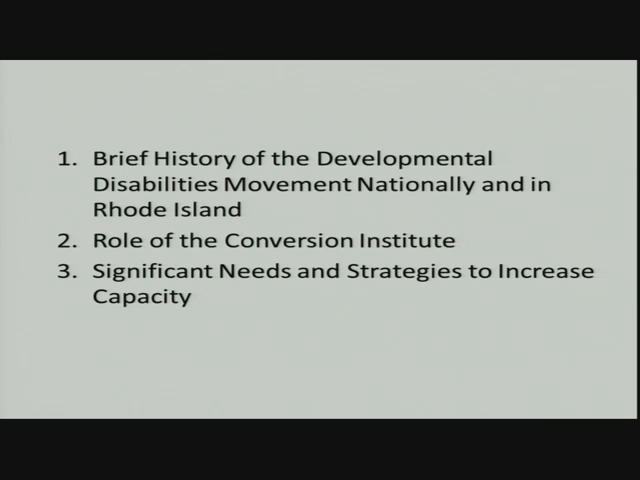 1. Brief History of the Developmental
Disabilities Movement Nationally and in
Rhode Island
2. Role of the Conversion Institute
3. Significant Needs and Strategies to Increase
Capacity